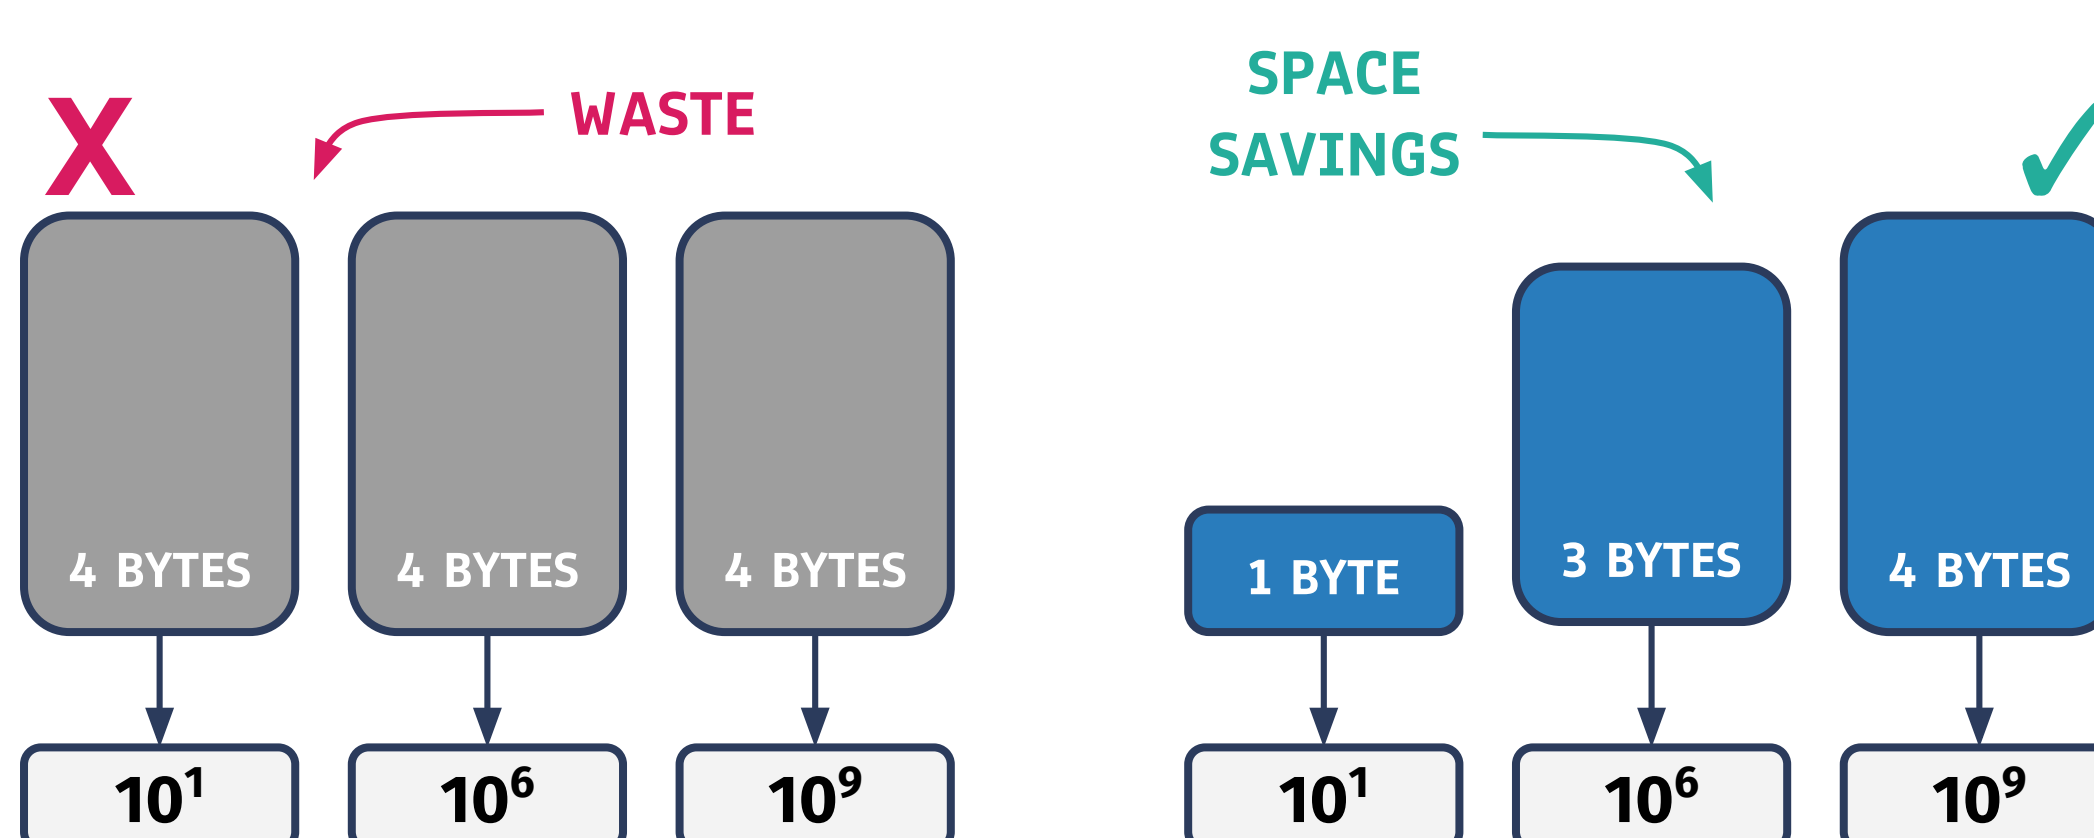 X
WASTE
SPACE
SAVINGS
✓
4 BYTES
4 BYTES
4 BYTES
1 BYTE
3 BYTES
4 BYTES
10¹
10⁶
10⁹
10¹
10⁶
10⁹